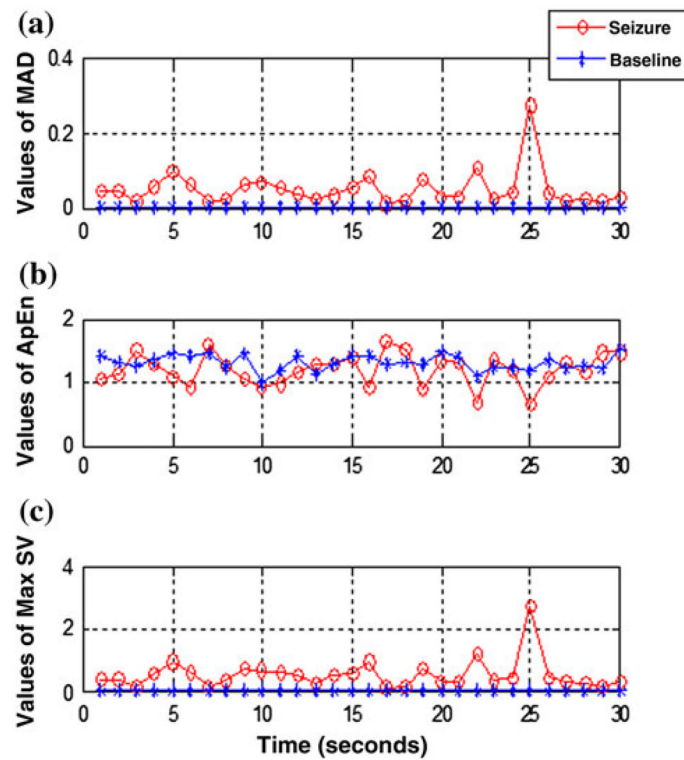 (a)
Seizure
Baseline
Values of MAD
0.4
0.2
0
0 5 10 15 20 25 30
(b)
Values of ApEn
2
1
0
0 5 10 15 20 25 30
(c)
Values of Max SV
4
2
0
0 5 10 15 20 25 30
Time (seconds)